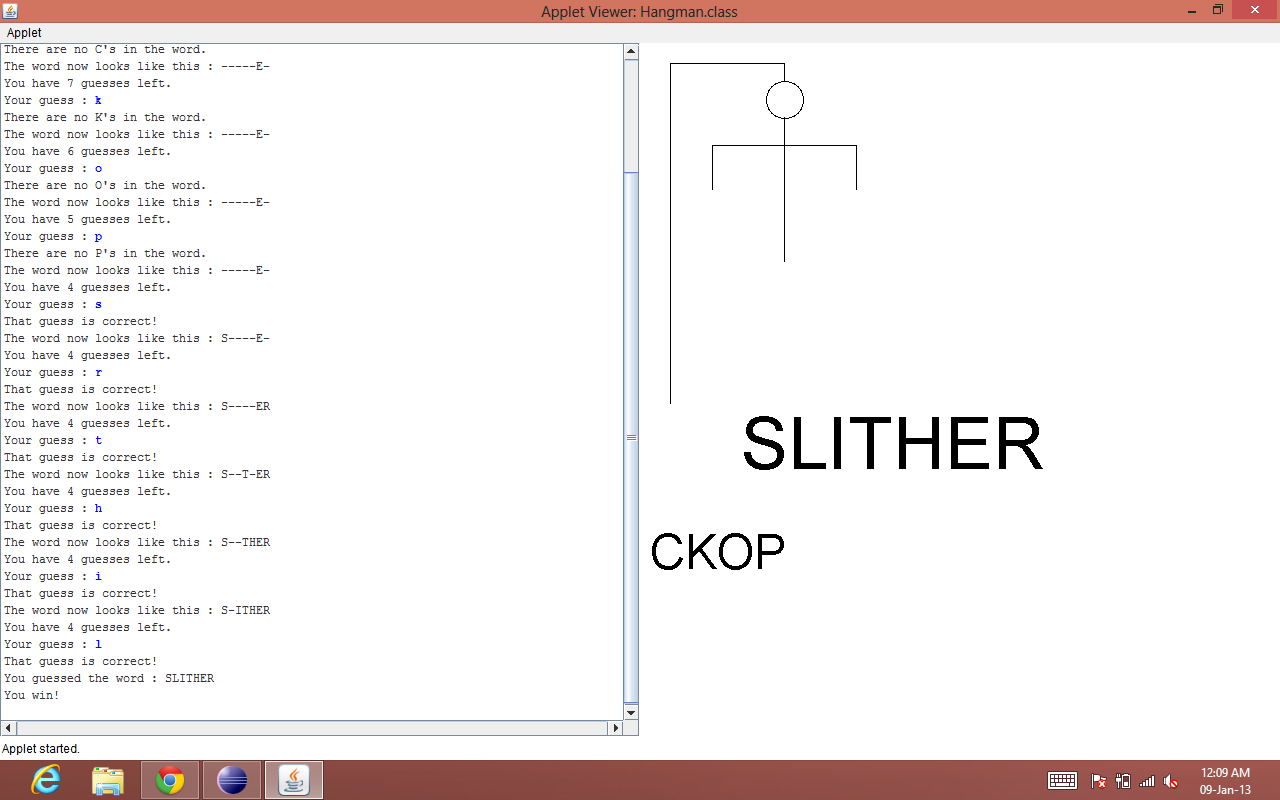 Applet Viewer: Hangman.class
Applet
There are no C's in the word.
The word now looks like this : -----E-
You have 7 guesses left.
Your guess : k
There are no K's in the word.
The word now looks like this : -----E-
You have 6 guesses left.
Your guess : o
There are no O's in the word.
The word now looks like this : -----E-
You have 5 guesses left.
Your guess : p
There are no P's in the word.
The word now looks like this : -----E-
You have 4 guesses left.
Your guess : s
That guess is correct!
The word now looks like this : S----E-
You have 4 guesses left.
Your guess : r
That guess is correct!
The word now looks like this : S----ER
You have 4 guesses left.
Your guess : t
That guess is correct!
The word now looks like this : S--T-ER
You have 4 guesses left.
Your guess : h
That guess is correct!
The word now looks like this : S--THER
You have 4 guesses left.
Your guess : i
That guess is correct!
The word now looks like this : S-ITHER
You have 4 guesses left.
Your guess : l
That guess is correct!
You guessed the word : SLITHER
You win!
SLITHER
CKOP
Applet started.
12:09 AM
09-Jan-13